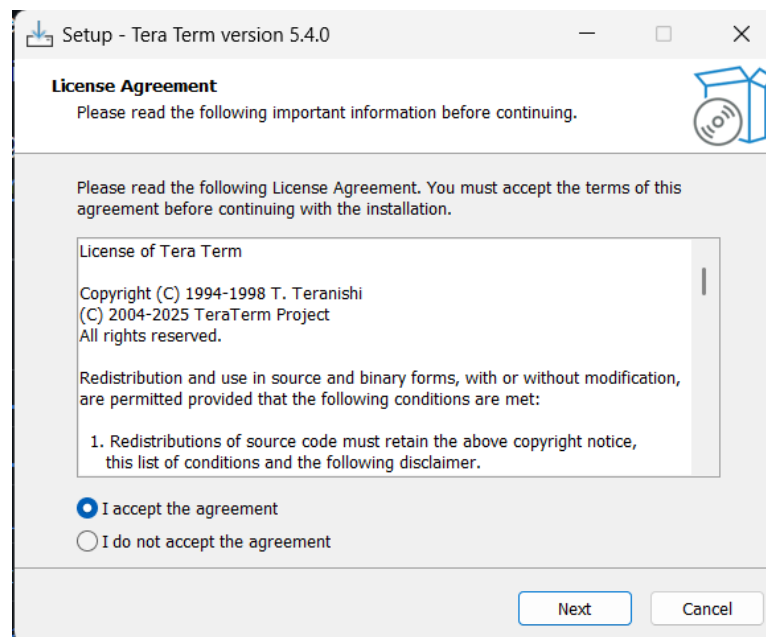 Setup - Tera Term version 5.4.0
License Agreement
Please read the following important information before continuing.
Please read the following License Agreement. You must accept the terms of this
agreement before continuing with the installation.
License of Tera Term
Copyright (C) 1994-1998 T. Teranishi
(C) 2004-2025 TeraTerm Project
All rights reserved.
Redistribution and use in source and binary forms, with or without modification,
are permitted provided that the following conditions are met:
1. Redistributions of source code must retain the above copyright notice,
this list of conditions and the following disclaimer.
I accept the agreement
I do not accept the agreement
Next
Cancel